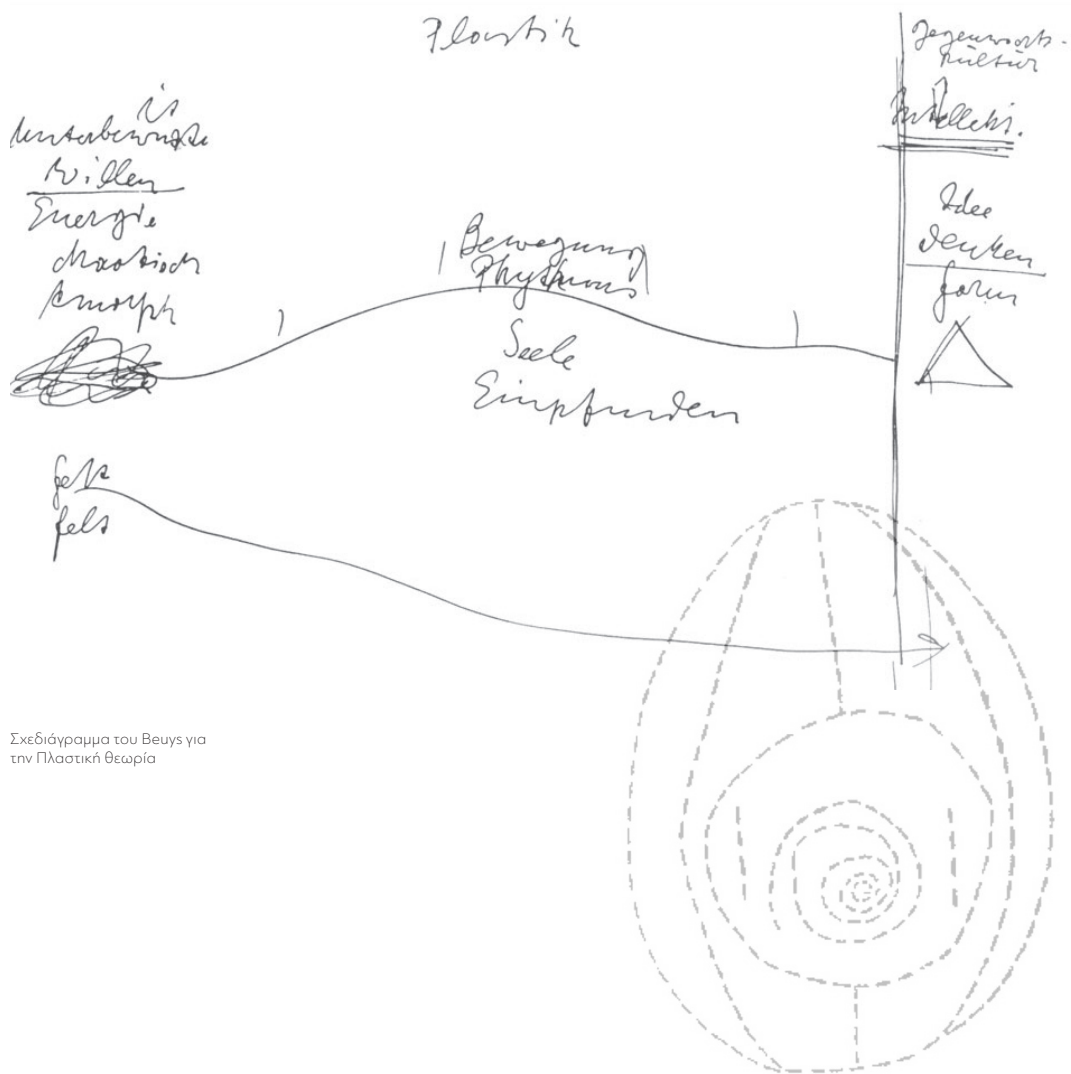 Plastik
Gegenwarts-
kultur
Intellekt.
Unterbewußte
Willen
Energie
chaotisch
Amorph
Bewegung
Rhythmus
Seele
Empfinden
Idee
Denken
form
fett
Σχεδιάγραμμα του Beuys για
την Πλαστική θεωρία